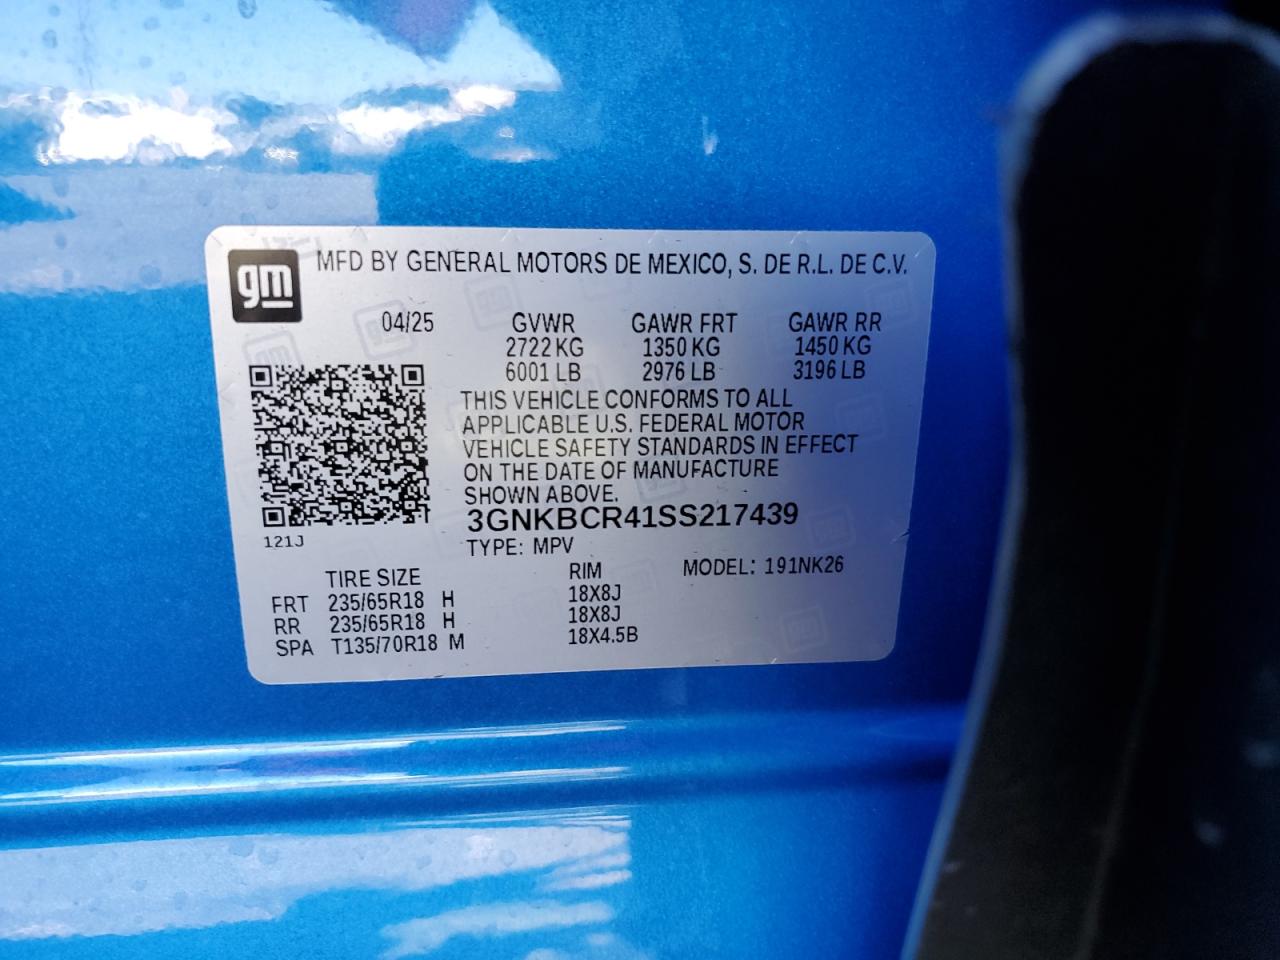 gm
MFD BY GENERAL MOTORS DE MEXICO, S. DE R.L. DE C.V.
04/25 GVWR GAWR FRT GAWR RR
2722 KG 1350 KG 1450 KG
6001 LB 2976 LB 3196 LB
THIS VEHICLE CONFORMS TO ALL
APPLICABLE U.S. FEDERAL MOTOR
VEHICLE SAFETY STANDARDS IN EFFECT
ON THE DATE OF MANUFACTURE
SHOWN ABOVE.
3GNKBCR41SS217439
121J
TYPE: MPV
TIRE SIZE RIM MODEL: 191NK26
FRT 235/65R18 H 18X8J
RR 235/65R18 H 18X8J
SPA T135/70R18 M 18X4.5B